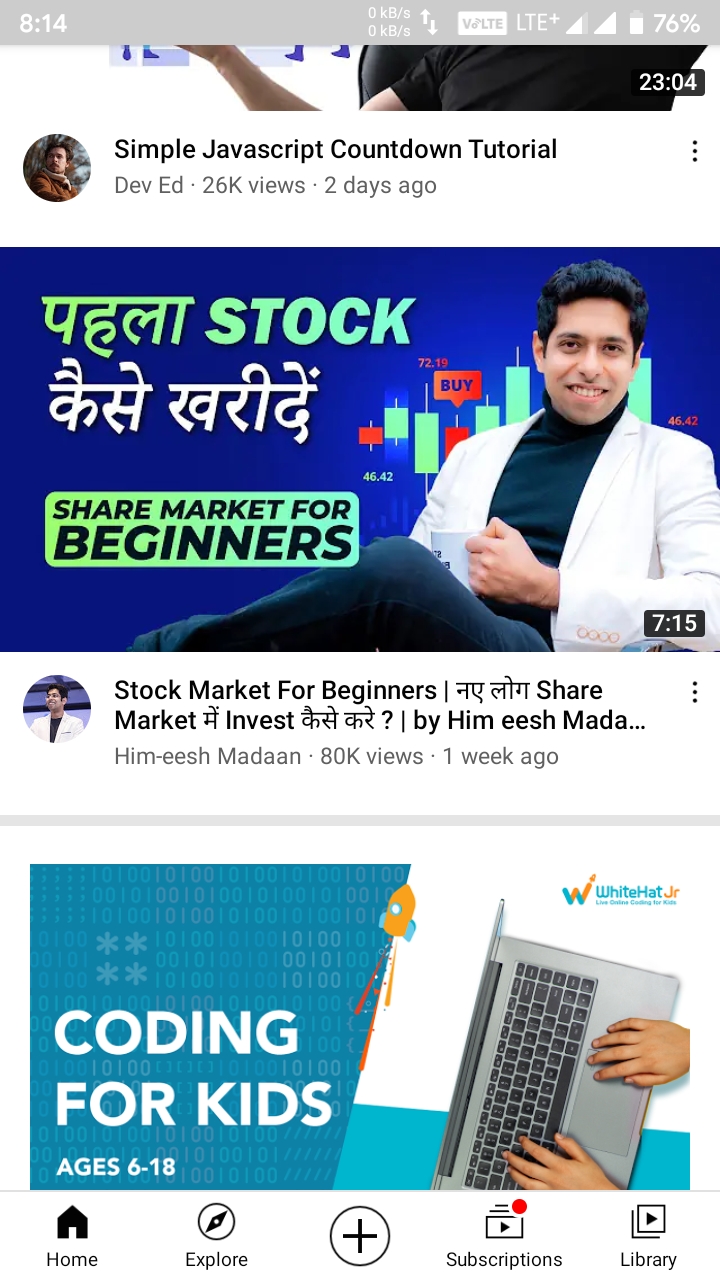 8:14
0 kB/s
0 kB/s
VoLTE
LTE+
76%
23:04
Simple Javascript Countdown Tutorial
Dev Ed · 26K views · 2 days ago
पहला STOCK
कैसे खरीदें
72.19
BUY
46.42
46.42
SHARE MARKET FOR
BEGINNERS
7:15
Stock Market For Beginners | नए लोग Share
Market में Invest कैसे करे ? | by Him eesh Mada...
Him-eesh Madaan · 80K views · 1 week ago
WhiteHat Jr
Live Online Coding for Kids
CODING
FOR KIDS
AGES 6-18
Home
Explore
Subscriptions
Library